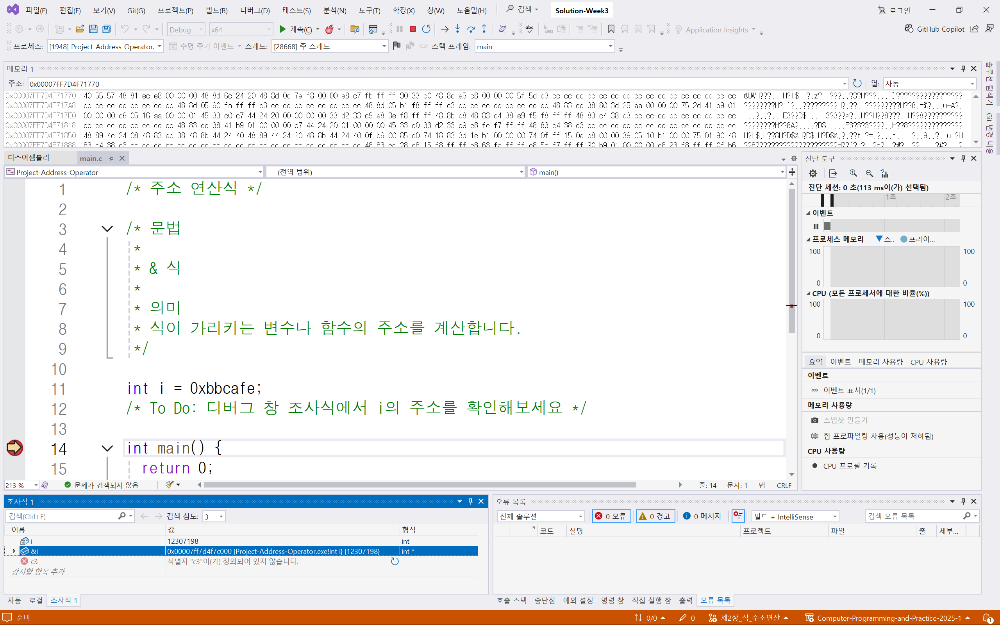 파일(F) 편집(E) 보기(V) Git(G) 프로젝트(P) 빌드(B) 디버그(D) 테스트(S) 분석(N) 도구(T) 확장(X) 창(W) 도움말(H) 검색 Solution-Week3 로그인
Debug x64 계속(C) abc Application Insights GitHub Copilot
프로세스: [1948] Project-Address-Operator. 수명 주기 이벤트 스레드: [28668] 주 스레드 스택 프레임: main
메모리 1
주소: 0x00007FF7D4F71770 열: 자동
0x00007FF7D4F71770 40 55 57 48 81 ec e8 00 00 00 48 8d 6c 24 20 48 8d 0d 7a f8 00 00 e8 c7 fb ff ff 90 33 c0 48 8d a5 c8 00 00 00 5f 5d c3 cc cc cc cc cc cc cc cc cc cc cc cc cc cc cc cc @UWH???...H?l$ H?.z?..???..?3?H???..._]?????????????????
0x00007FF7D4F717A8 cc cc cc cc cc cc cc cc 48 8d 05 60 fa ff ff c3 cc cc cc cc cc cc cc cc 48 8d 05 b1 f8 ff ff c3 cc cc cc cc cc cc cc cc 48 83 ec 38 80 3d 25 aa 00 00 00 75 2d 41 b9 01
0x00007FF7D4F717E0 00 00 00 c6 05 16 aa 00 00 01 45 33 c0 c7 44 24 20 00 00 00 00 33 d2 33 c9 e8 3e f8 ff ff 48 8b c8 48 83 c4 38 e9 f5 f8 ff ff 48 83 c4 38 c3 cc cc cc cc cc cc cc cc cc
0x00007FF7D4F71818 cc cc cc cc cc cc cc cc 48 83 ec 38 41 b9 01 00 00 00 c7 44 24 20 01 00 00 00 45 33 c0 33 d2 33 c9 e8 fe f7 ff ff 48 83 c4 38 c3 cc cc cc cc cc cc cc cc cc cc cc cc cc
0x00007FF7D4F71850 48 89 4c 24 08 48 83 ec 38 48 8b 44 24 40 48 89 44 24 20 48 8b 44 24 40 0f b6 00 85 c0 74 18 83 3d 1e b1 00 00 00 74 0f ff 15 0a e8 00 00 39 05 10 b1 00 00 75 01 90 48
0x00007FF7D4F71888 83 c4 38 c3 cc cc cc cc cc cc cc cc cc cc cc cc cc cc cc cc cc cc cc cc 48 83 ec 28 e8 15 f8 ff ff e8 63 fa ff ff e8 5c f7 ff ff 90 b9 01 00 00 00 e8 23 f8 ff ff 0f b6
솔루션 탐색기
Git 변경 내용
디스어셈블리 main.c
Project-Address-Operator (전역 범위) main()
1 /* 주소 연산식 */
2
3 /* 문법
4 *
5 * & 식
6 *
7 * 의미
8 * 식이 가리키는 변수나 함수의 주소를 계산합니다.
9 */
10
11 int i = 0xbbcafe;
12 /* To Do: 디버그 창 조사식에서 i의 주소를 확인해보세요 */
13
14 int main() {
15 return 0;
213 % 문제가 검색되지 않음 줄: 14 문자: 1 탭 CRLF
진단 도구
진단 세션: 0 초(113 ms이(가) 선택됨)
1초 2초
이벤트
프로세스 메모리 스.. 프라이...
100 100
0 0
CPU (모든 프로세서에 대한 비율(%))
100 100
0 0
요약 이벤트 메모리 사용량 CPU 사용량
이벤트
이벤트 표시(1/1)
메모리 사용량
스냅샷 만들기
힙 프로파일링 사용(성능이 저하됨)
CPU 사용량
CPU 프로필 기록
조사식 1
검색(Ctrl+E) 검색 심도: 3
이름 값 형식
i 12307198 int
&i 0x00007ff7d4f7c000 {Project-Address-Operator.exe!int i} {12307198} int *
c3 식별자 "c3"이(가) 정의되어 있지 않습니다.
감시할 항목 추가
자동 로컬 조사식 1
오류 목록
전체 솔루션 0 오류 0 경고 0 메시지 빌드 + IntelliSense 검색 오류 목록
코드 설명 프로젝트 파일 줄 세부...
호출 스택 중단점 예외 설정 명령 창 직접 실행 창 출력 오류 목록
준비 0/0 0 제2장_식_주소연산 Computer-Programming-and-Practice-2025-1 1